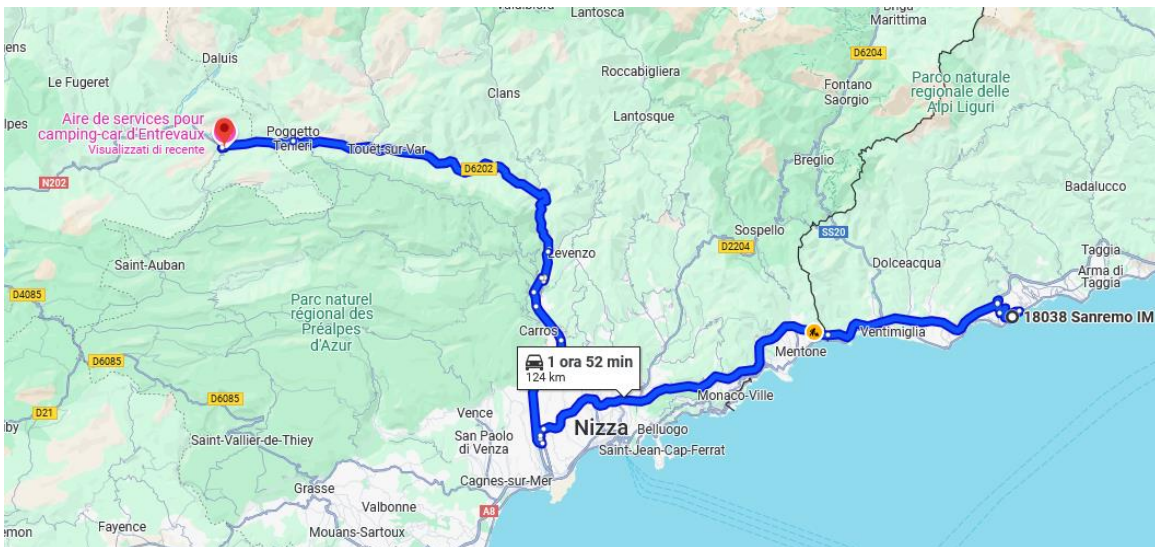 Valdiblora
Lantosca
Briga
Marittima
D6204
ens
Daluis
Le Fugeret
Roccabigliera
Parco naturale
regionale delle
Alpi Liguri
Fontano
Saorgio
Clans
Alpes
Aire de services pour
camping-car d'Entrevaux
Visualizzati di recente
Poggetto
Tenieri
Lantosque
Touet-sur-Var
D6202
Breglio
N202
Badalucco
Sospello
SS20
D2204
Levenzo
Taggia
Saint-Auban
Dolceacqua
Arma di
Taggia
D4085
Parc naturel
régional des
Préalpes
d'Azur
Carros
18038 Sanremo IM
Ventimiglia
Mentone
1 ora 52 min
124 km
D6085
Monaco-Ville
D6085
D21
Vence
Nizza
Belluogo
Saint-Vallier-de-Thiey
San Paolo
di Venza
Saint-Jean-Cap-Ferrat
Cagnes-sur-Mer
Grasse
A8
Valbonne
Fayence
Mouans-Sartoux